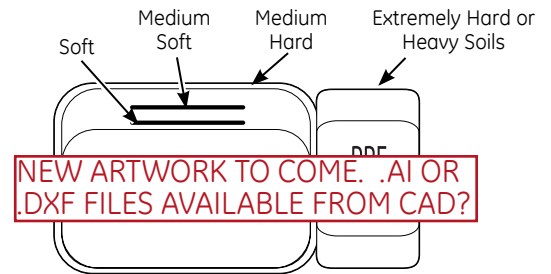 Soft
Medium
Soft
Medium
Hard
Extremely Hard or
Heavy Soils
NEW ARTWORK TO COME. .AI OR
.DXF FILES AVAILABLE FROM CAD?